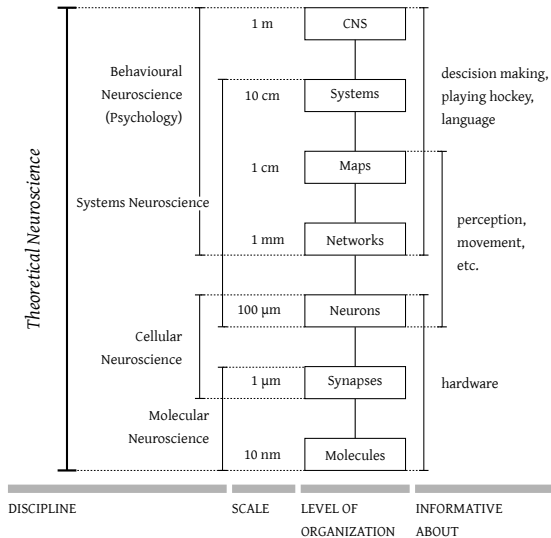 1 m
CNS
Behavioural
Neuroscience
(Psychology)
10 cm
Systems
descision making,
playing hockey,
language
Theoretical Neuroscience
1 cm
Maps
Systems Neuroscience
1 mm
Networks
perception,
movement,
etc.
100 µm
Neurons
Cellular
Neuroscience
1 µm
Synapses
hardware
Molecular
Neuroscience
10 nm
Molecules
DISCIPLINE
SCALE
LEVEL OF
ORGANIZATION
INFORMATIVE
ABOUT